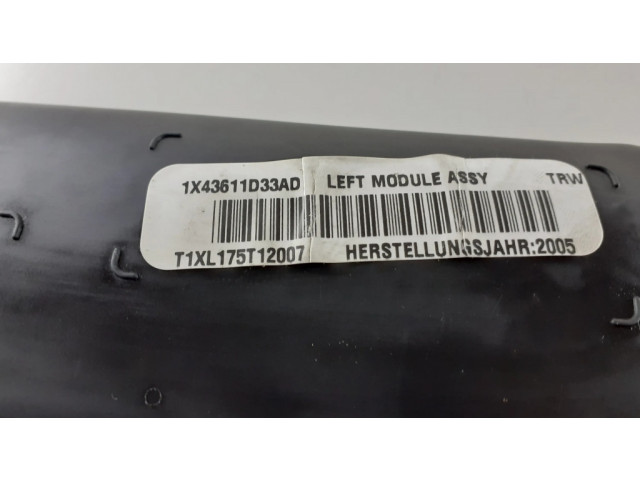 1X43611D33AD LEFT MODULE ASSY TRW
T1XL175T12007 HERSTELLUNGSJAHR:2005